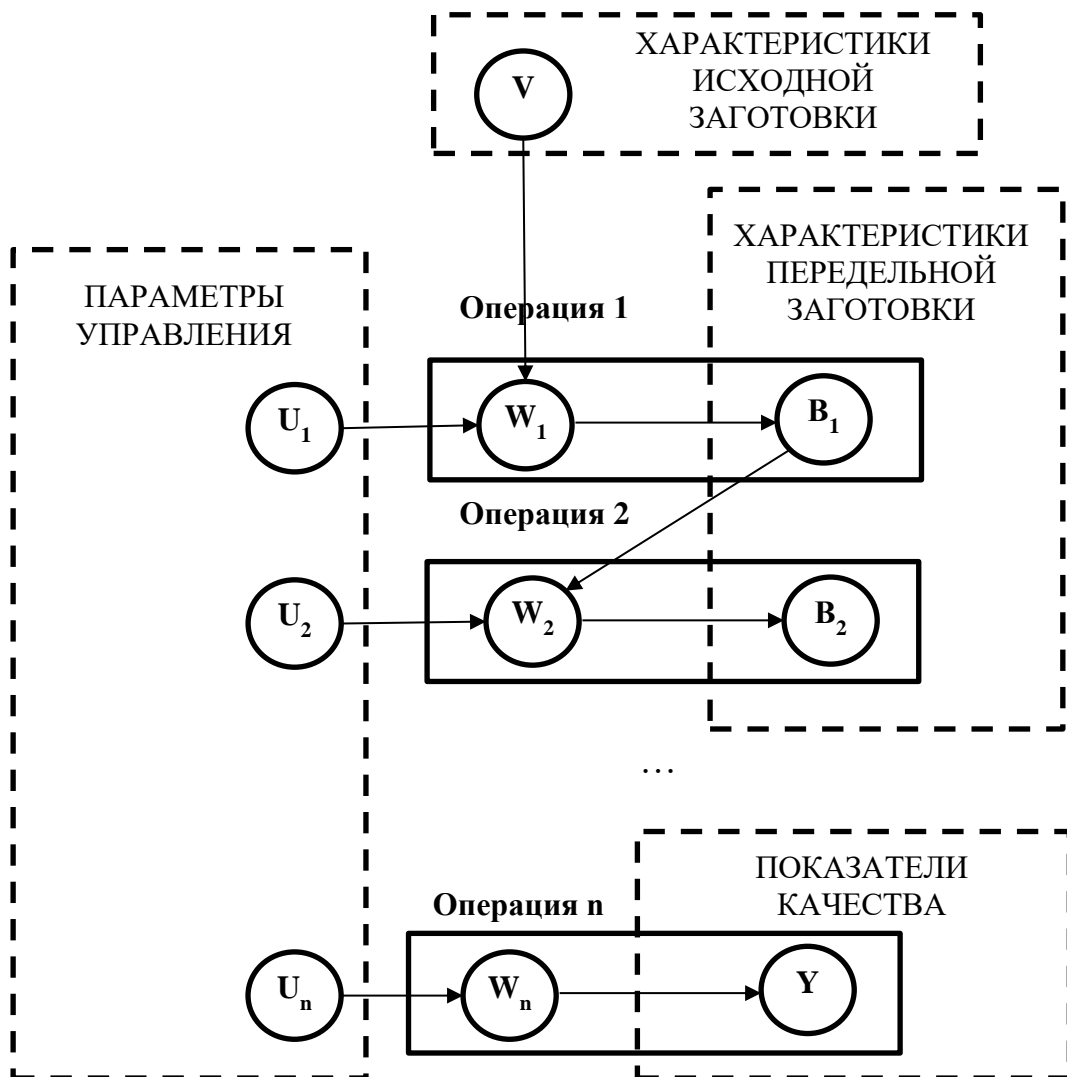 ХАРАКТЕРИСТИКИ
ИСХОДНОЙ
ЗАГОТОВКИ
V
ХАРАКТЕРИСТИКИ
ПЕРЕДЕЛЬНОЙ
ЗАГОТОВКИ
ПАРАМЕТРЫ
УПРАВЛЕНИЯ
Операция 1
U₁ W₁ B₁
Операция 2
U₂ W₂ B₂
...
ПОКАЗАТЕЛИ
КАЧЕСТВА
Операция n
Uₙ Wₙ Y